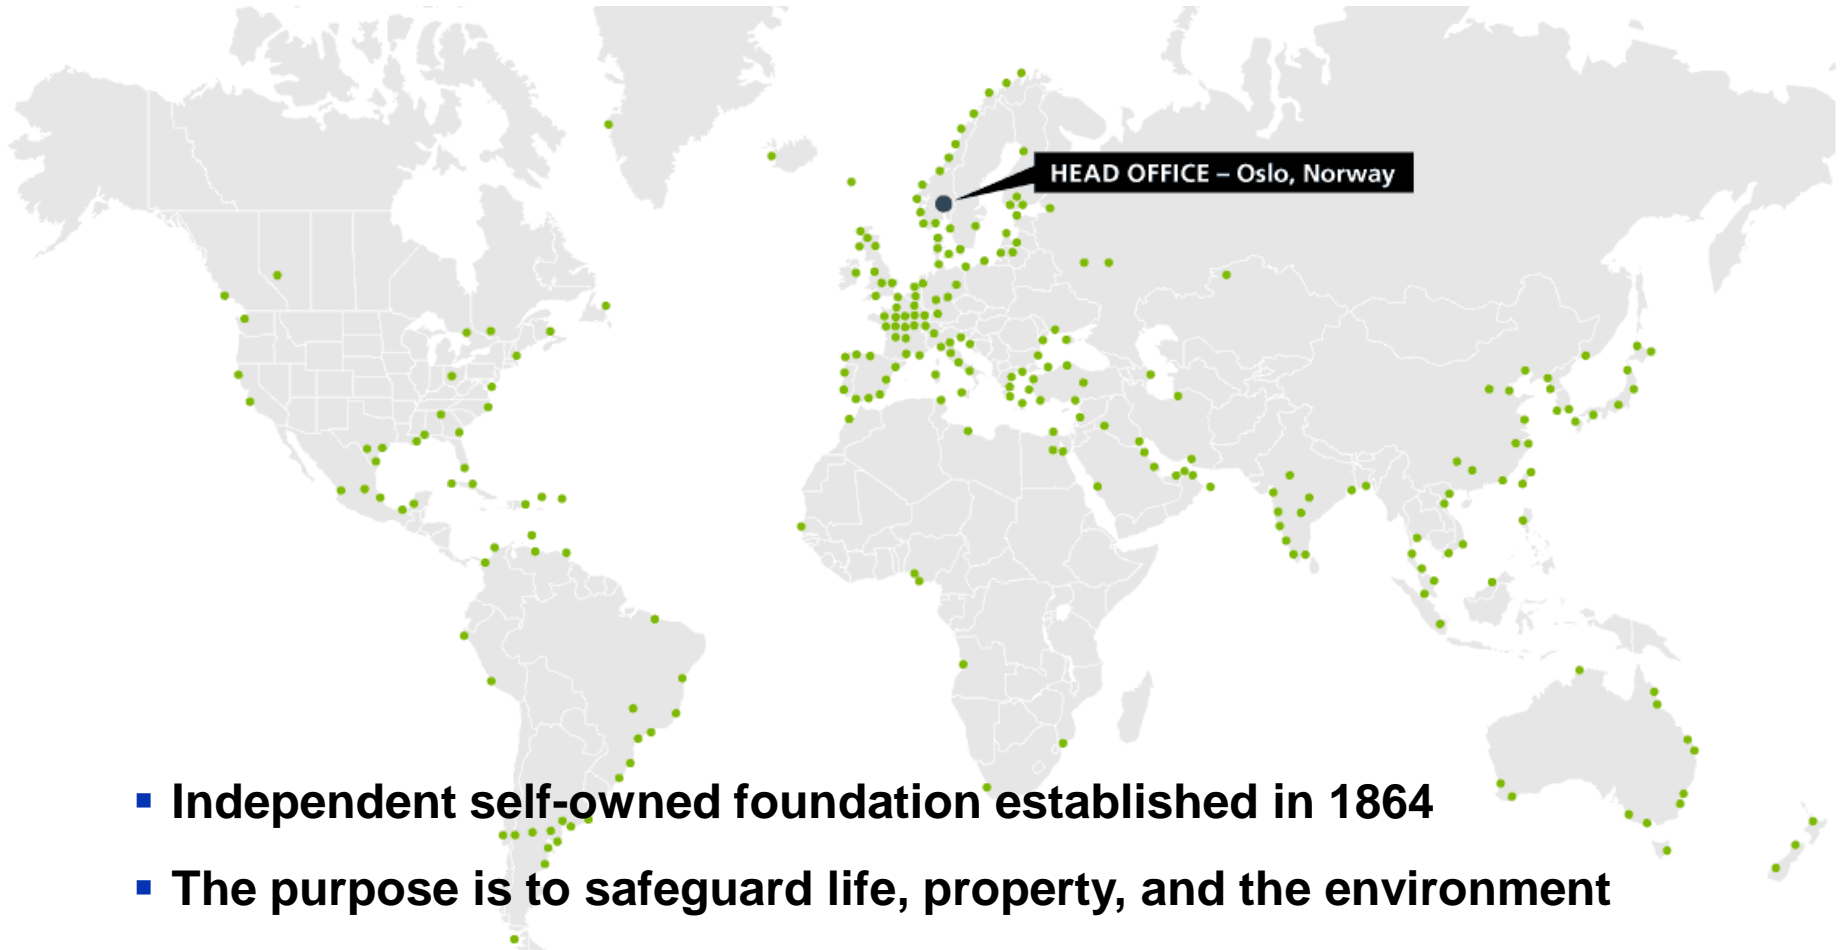 HEAD OFFICE – Oslo, Norway
▪ Independent self-owned foundation established in 1864
▪ The purpose is to safeguard life, property, and the environment